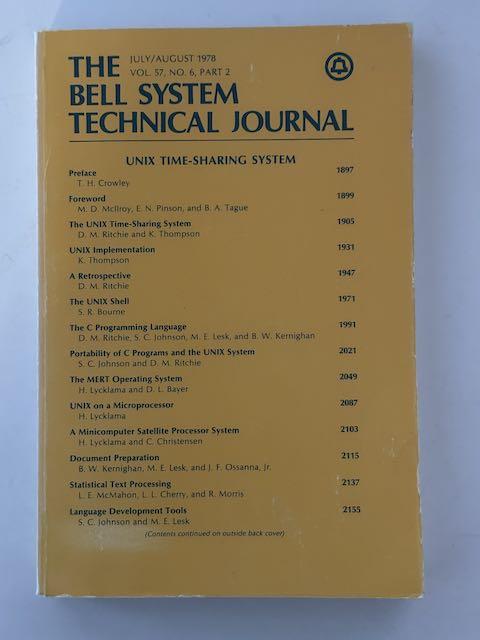 THE JULY/AUGUST 1978
VOL. 57, NO. 6, PART 2
BELL SYSTEM
TECHNICAL JOURNAL
UNIX TIME-SHARING SYSTEM
Preface 1897
T. H. Crowley
Foreword 1899
M. D. McIlroy, E. N. Pinson, and B. A. Tague
The UNIX Time-Sharing System 1905
D. M. Ritchie and K. Thompson
UNIX Implementation 1931
K. Thompson
A Retrospective 1947
D. M. Ritchie
The UNIX Shell 1971
S. R. Bourne
The C Programming Language 1991
D. M. Ritchie, S. C. Johnson, M. E. Lesk, and B. W. Kernighan
Portability of C Programs and the UNIX System 2021
S. C. Johnson and D. M. Ritchie
The MERT Operating System 2049
H. Lycklama and D. L. Bayer
UNIX on a Microprocessor 2087
H. Lycklama
A Minicomputer Satellite Processor System 2103
H. Lycklama and C. Christensen
Document Preparation 2115
B. W. Kernighan, M. E. Lesk, and J. F. Ossanna, Jr.
Statistical Text Processing 2137
L. E. McMahon, L. L. Cherry, and R. Morris
Language Development Tools 2155
S. C. Johnson and M. E. Lesk
(Contents continued on outside back cover)